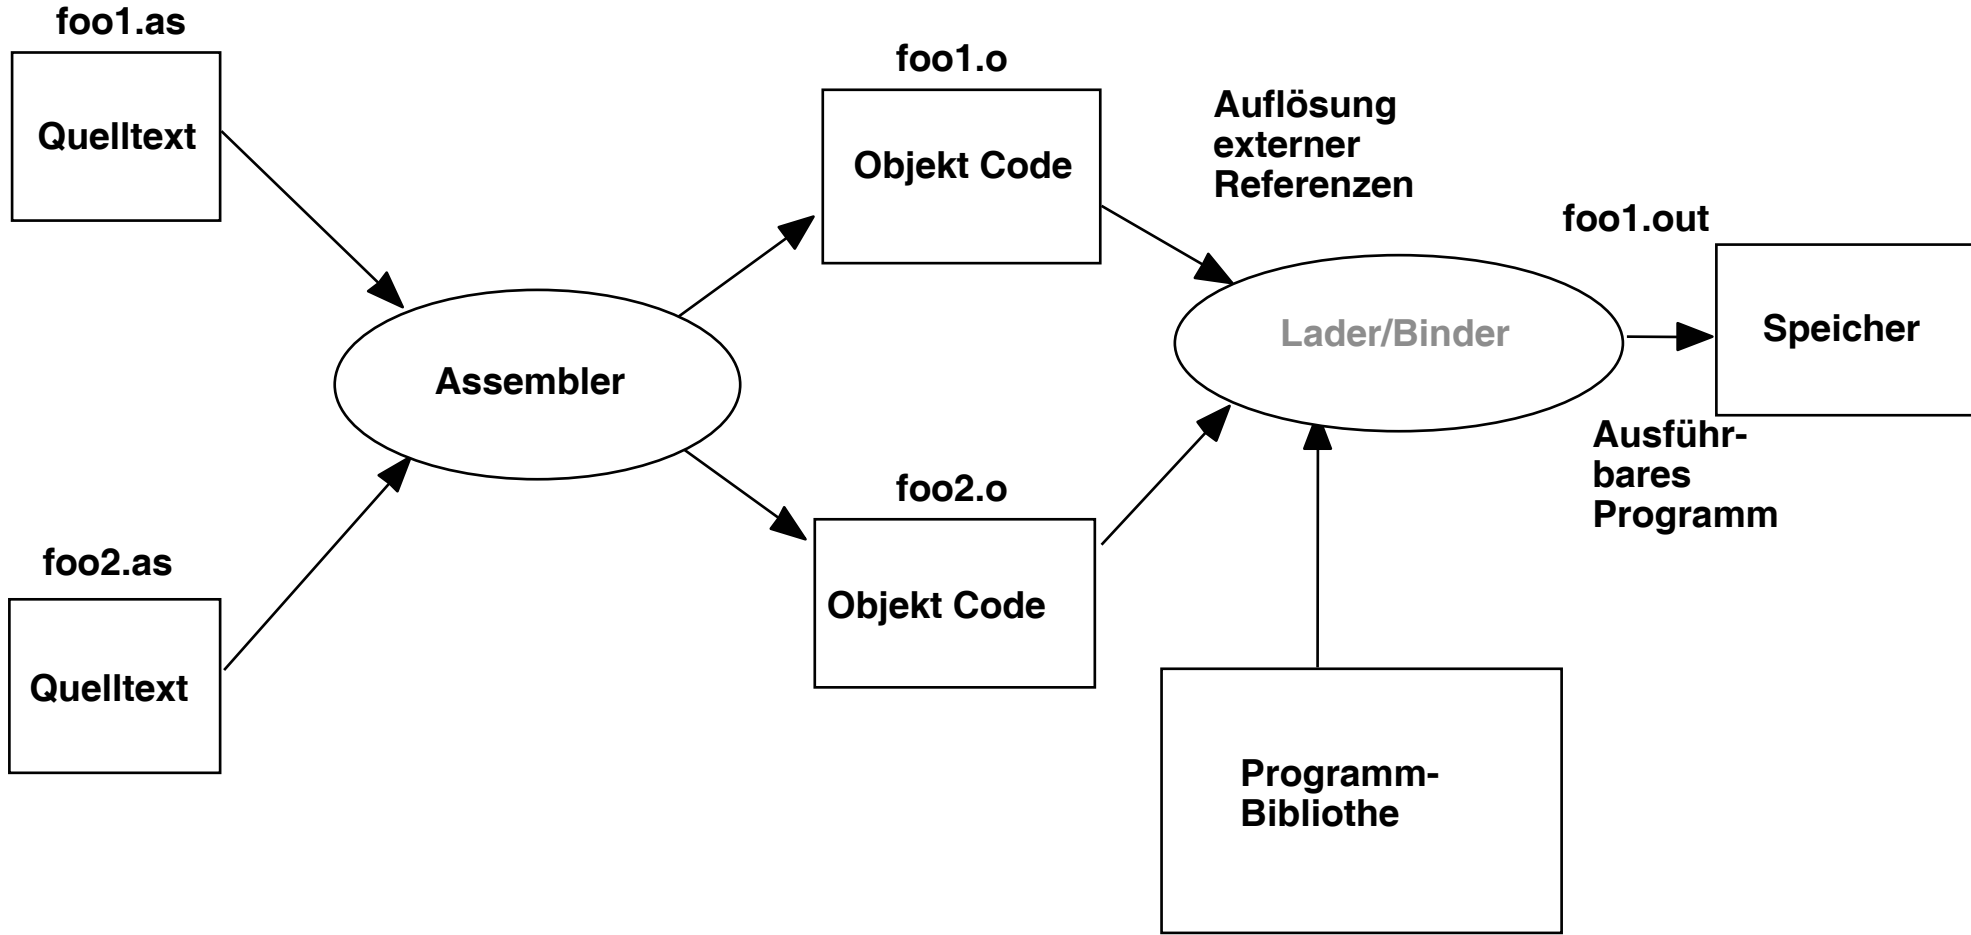 foo1.as
Quelltext
foo1.o
Objekt Code
Auflösung
externer
Referenzen
foo1.out
Speicher
Lader/Binder
Assembler
Ausführ-
bares
Programm
foo2.o
Objekt Code
foo2.as
Quelltext
Programm-
Bibliothe